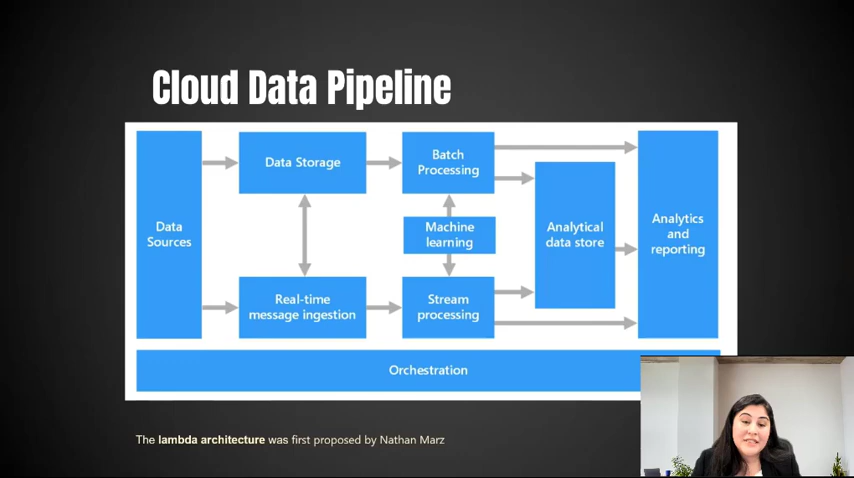 Cloud Data Pipeline
Data
Sources
Data Storage
Real-time
message ingestion
Batch
Processing
Machine
learning
Stream
processing
Analytical
data store
Analytics
and
reporting
Orchestration
The lambda architecture was first proposed by Nathan Marz